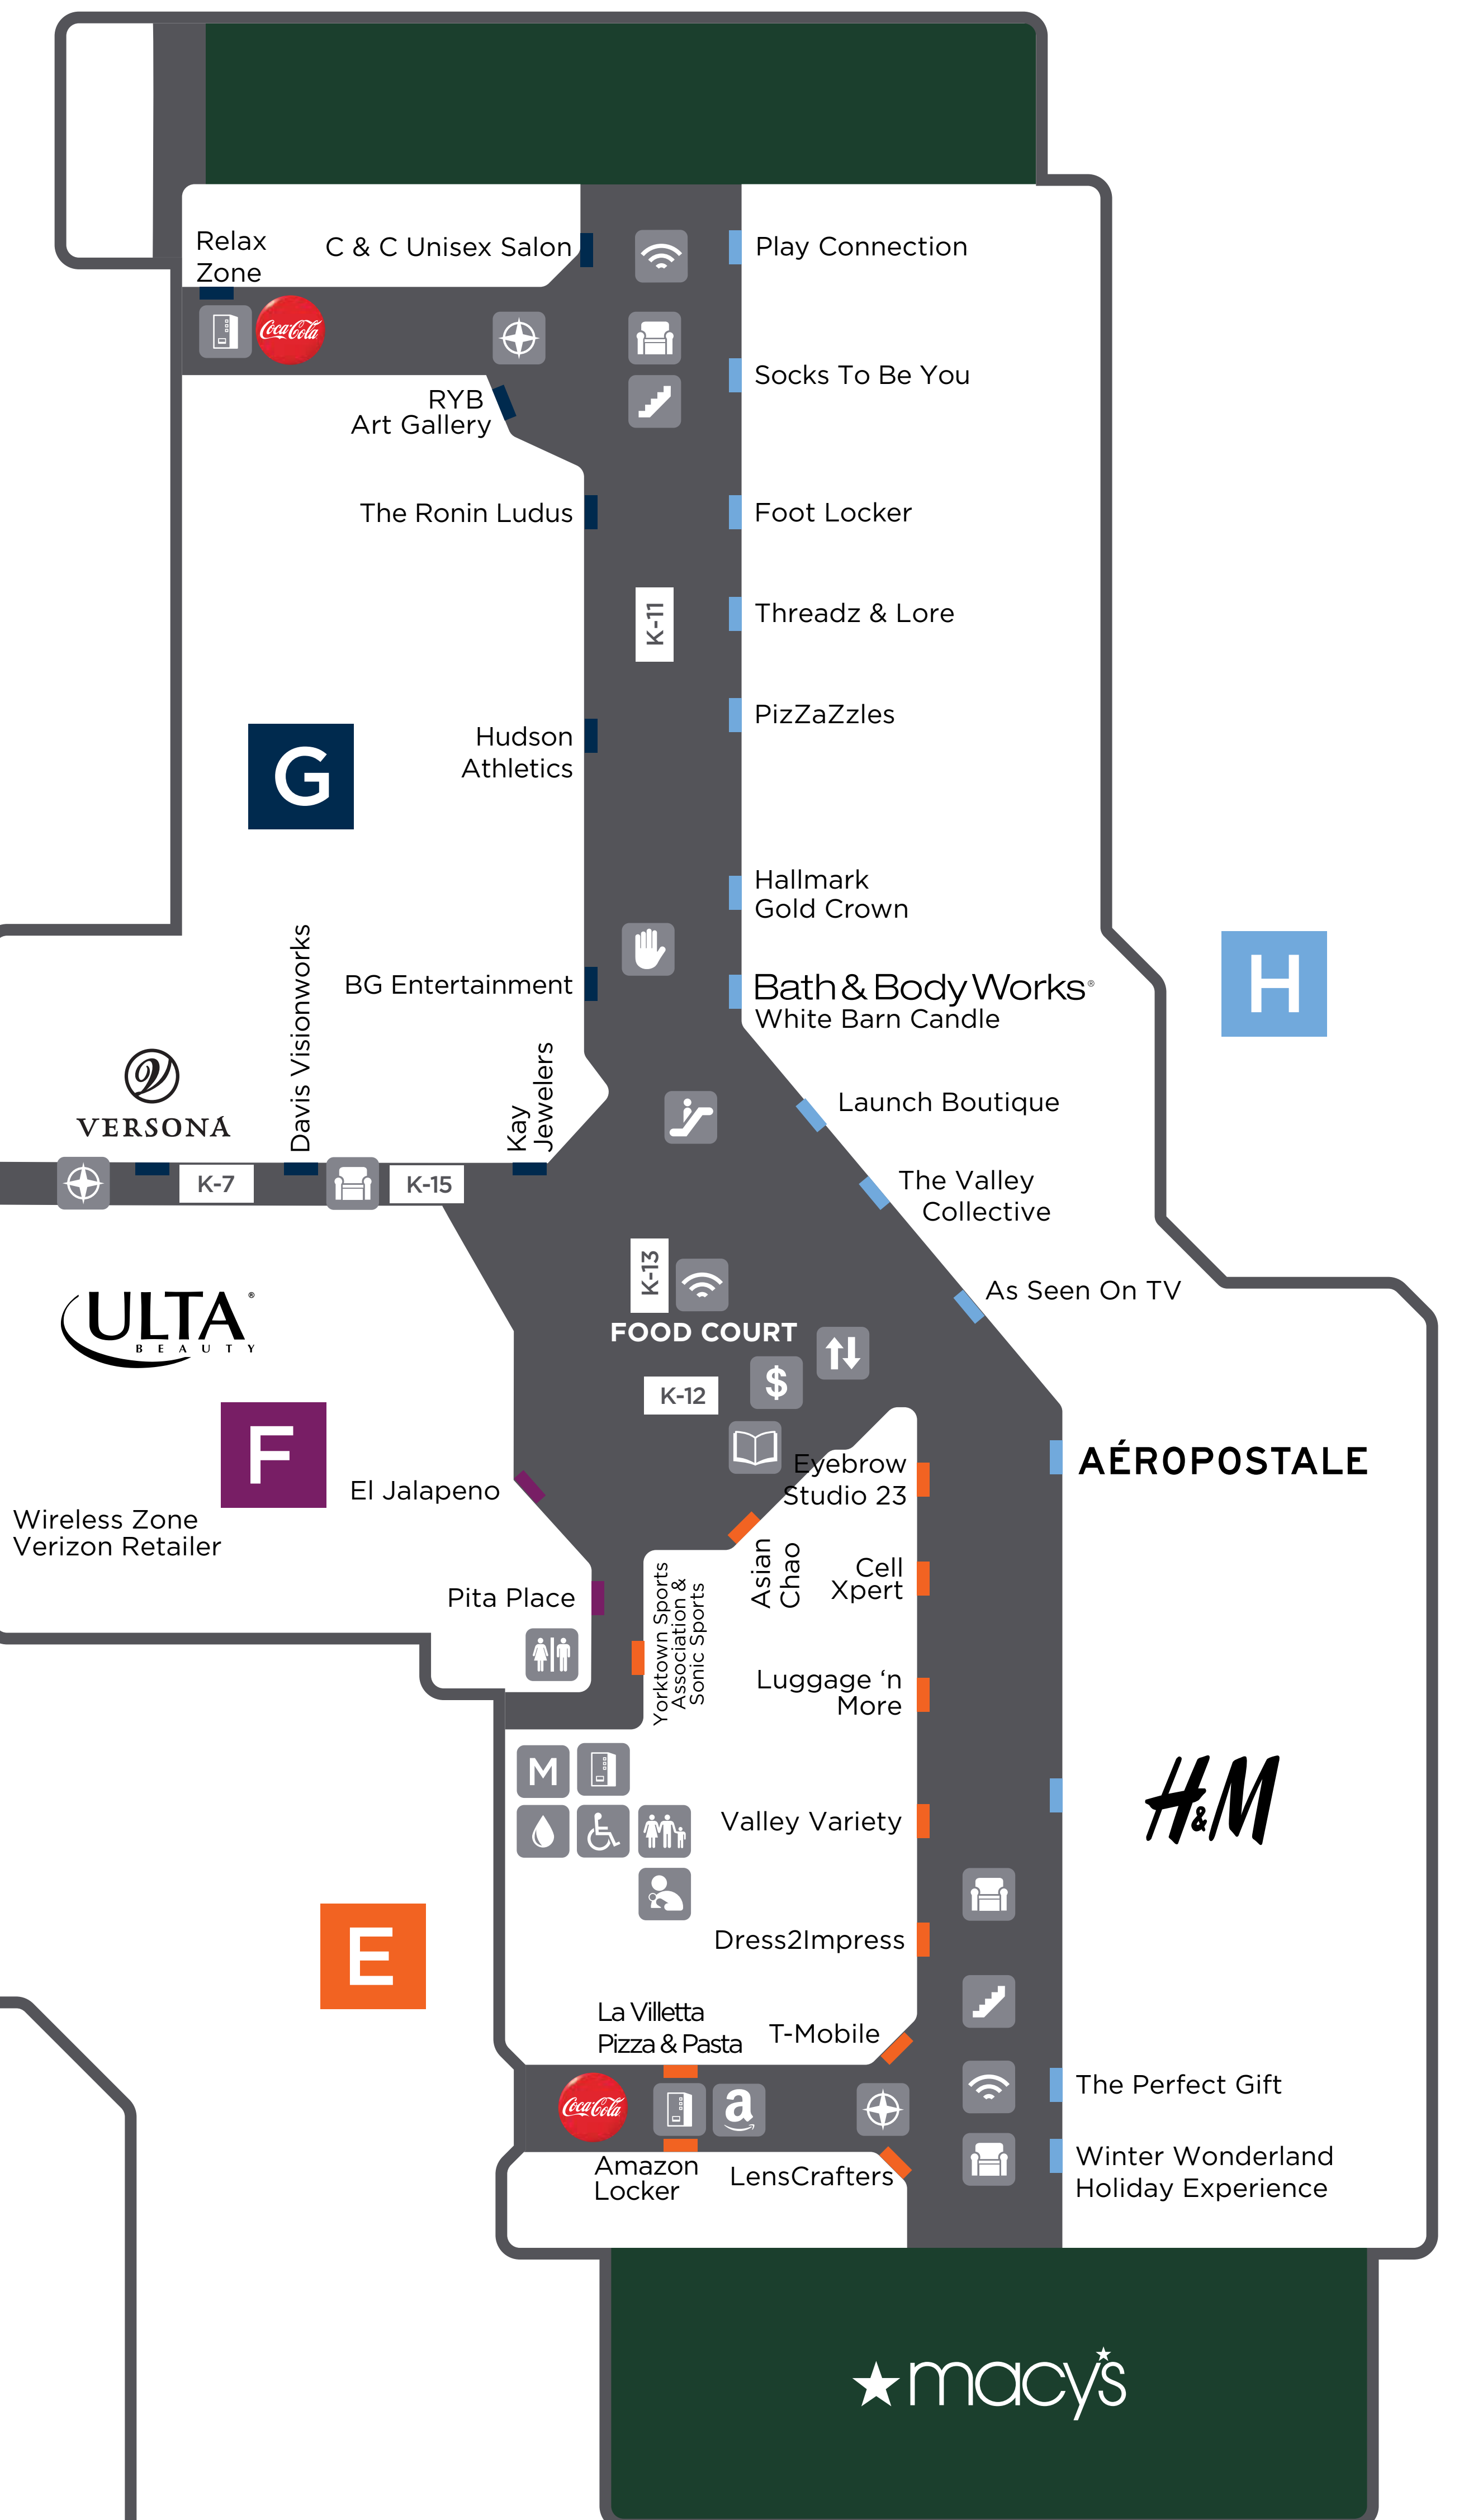 Relax
Zone
C & C Unisex Salon
Play Connection
Coca-Cola
Socks To Be You
RYB
Art Gallery
The Ronin Ludus
Foot Locker
K-11
Threadz & Lore
PizZaZzles
Hudson
Athletics
G
Hallmark
Gold Crown
BG Entertainment
Bath & Body Works®
White Barn Candle
H
Davis Visionworks
VERSONA
Kay
Jewelers
Launch Boutique
K-7
K-15
The Valley
Collective
K-13
As Seen On TV
ULTA®
BEAUTY
FOOD COURT
$
K-12
F
Eyebrow
Studio 23
AÉROPOSTALE
El Jalapeno
Wireless Zone
Verizon Retailer
Asian
Chao
Cell
Xpert
Pita Place
Yorktown Sports
Association &
Sonic Sports
Luggage ‘n
More
M
Valley Variety
H&M
Dress2Impress
E
La Villetta
Pizza & Pasta
T-Mobile
The Perfect Gift
Coca-Cola
a
Amazon
Locker
LensCrafters
Winter Wonderland
Holiday Experience
macy's